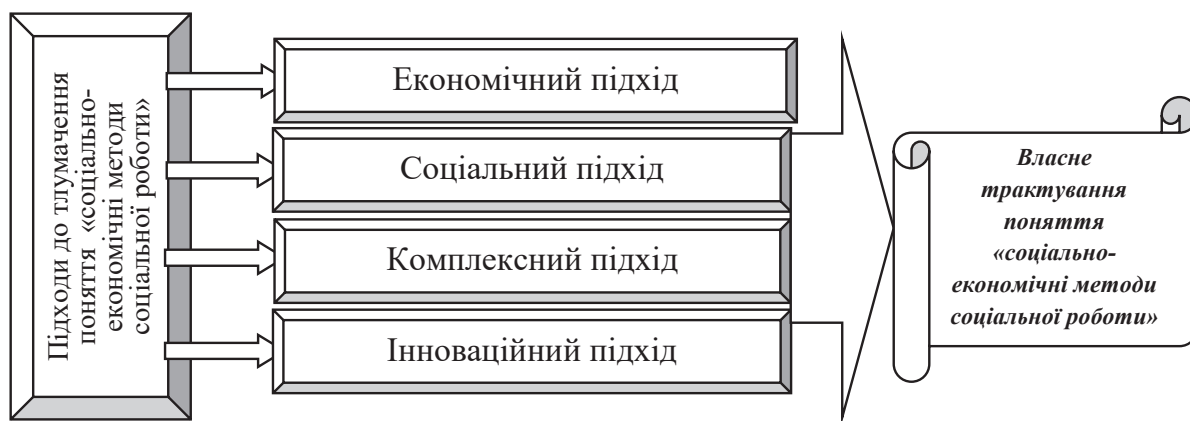 Підходи до тлумачення
поняття «соціально-
економічні методи
соціальної роботи»
Економічний підхід
Соціальний підхід
Комплексний підхід
Інноваційний підхід
Власне
трактування
поняття
«соціально-
економічні методи
соціальної роботи»